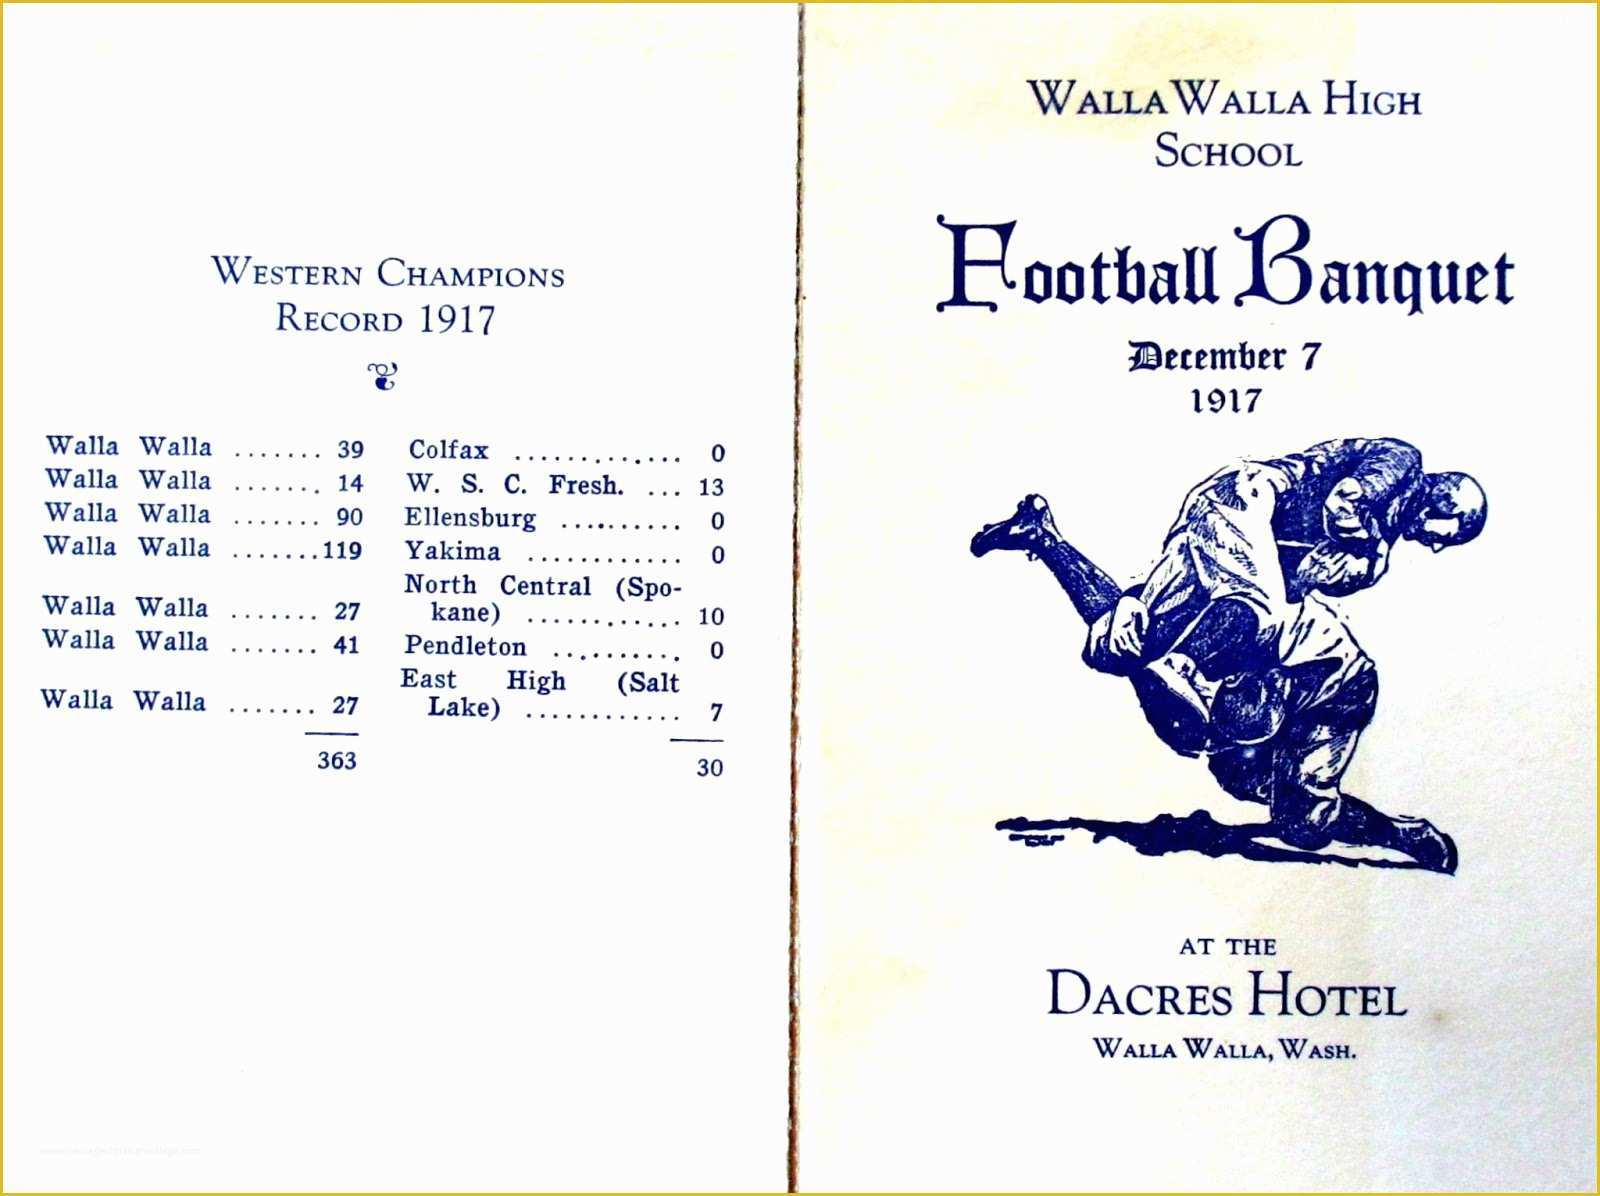 WESTERN CHAMPIONS
RECORD 1917
Walla Walla ....... 39 Colfax ............. 0
Walla Walla ....... 14 W. S. C. Fresh. ... 13
Walla Walla ....... 90 Ellensburg .......... 0
Walla Walla .......119 Yakima ............ 0
North Central (Spo-
Walla Walla ....... 27 kane) ............ 10
Walla Walla ....... 41 Pendleton .......... 0
East High (Salt
Walla Walla ....... 27 Lake) ............ 7
363 30
WALLA WALLA HIGH
SCHOOL
Football Banquet
December 7
1917
AT THE
DACRES HOTEL
WALLA WALLA, WASH.